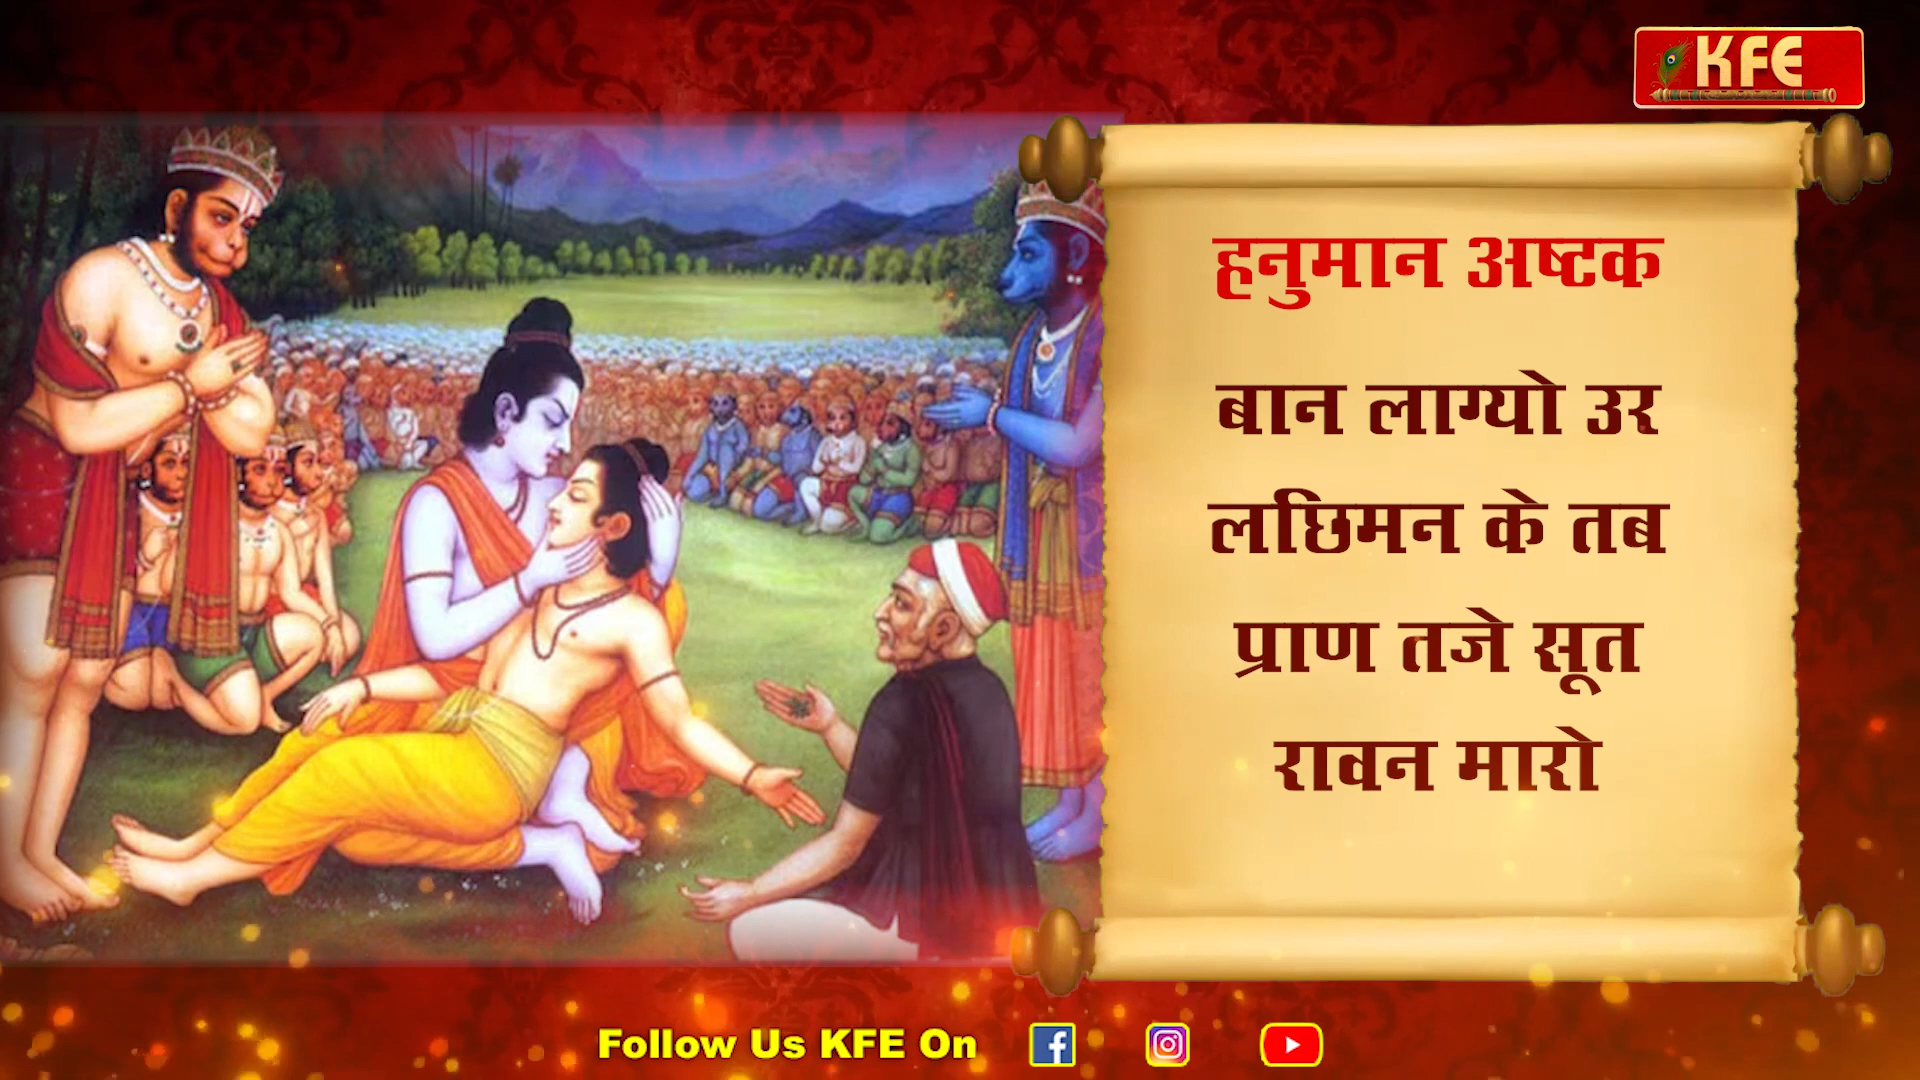 KFE
हनुमान अष्टक
बान लाग्यो उर
लछिमन के तब
प्राण तजे सूत
रावन मारो
Follow Us KFE On